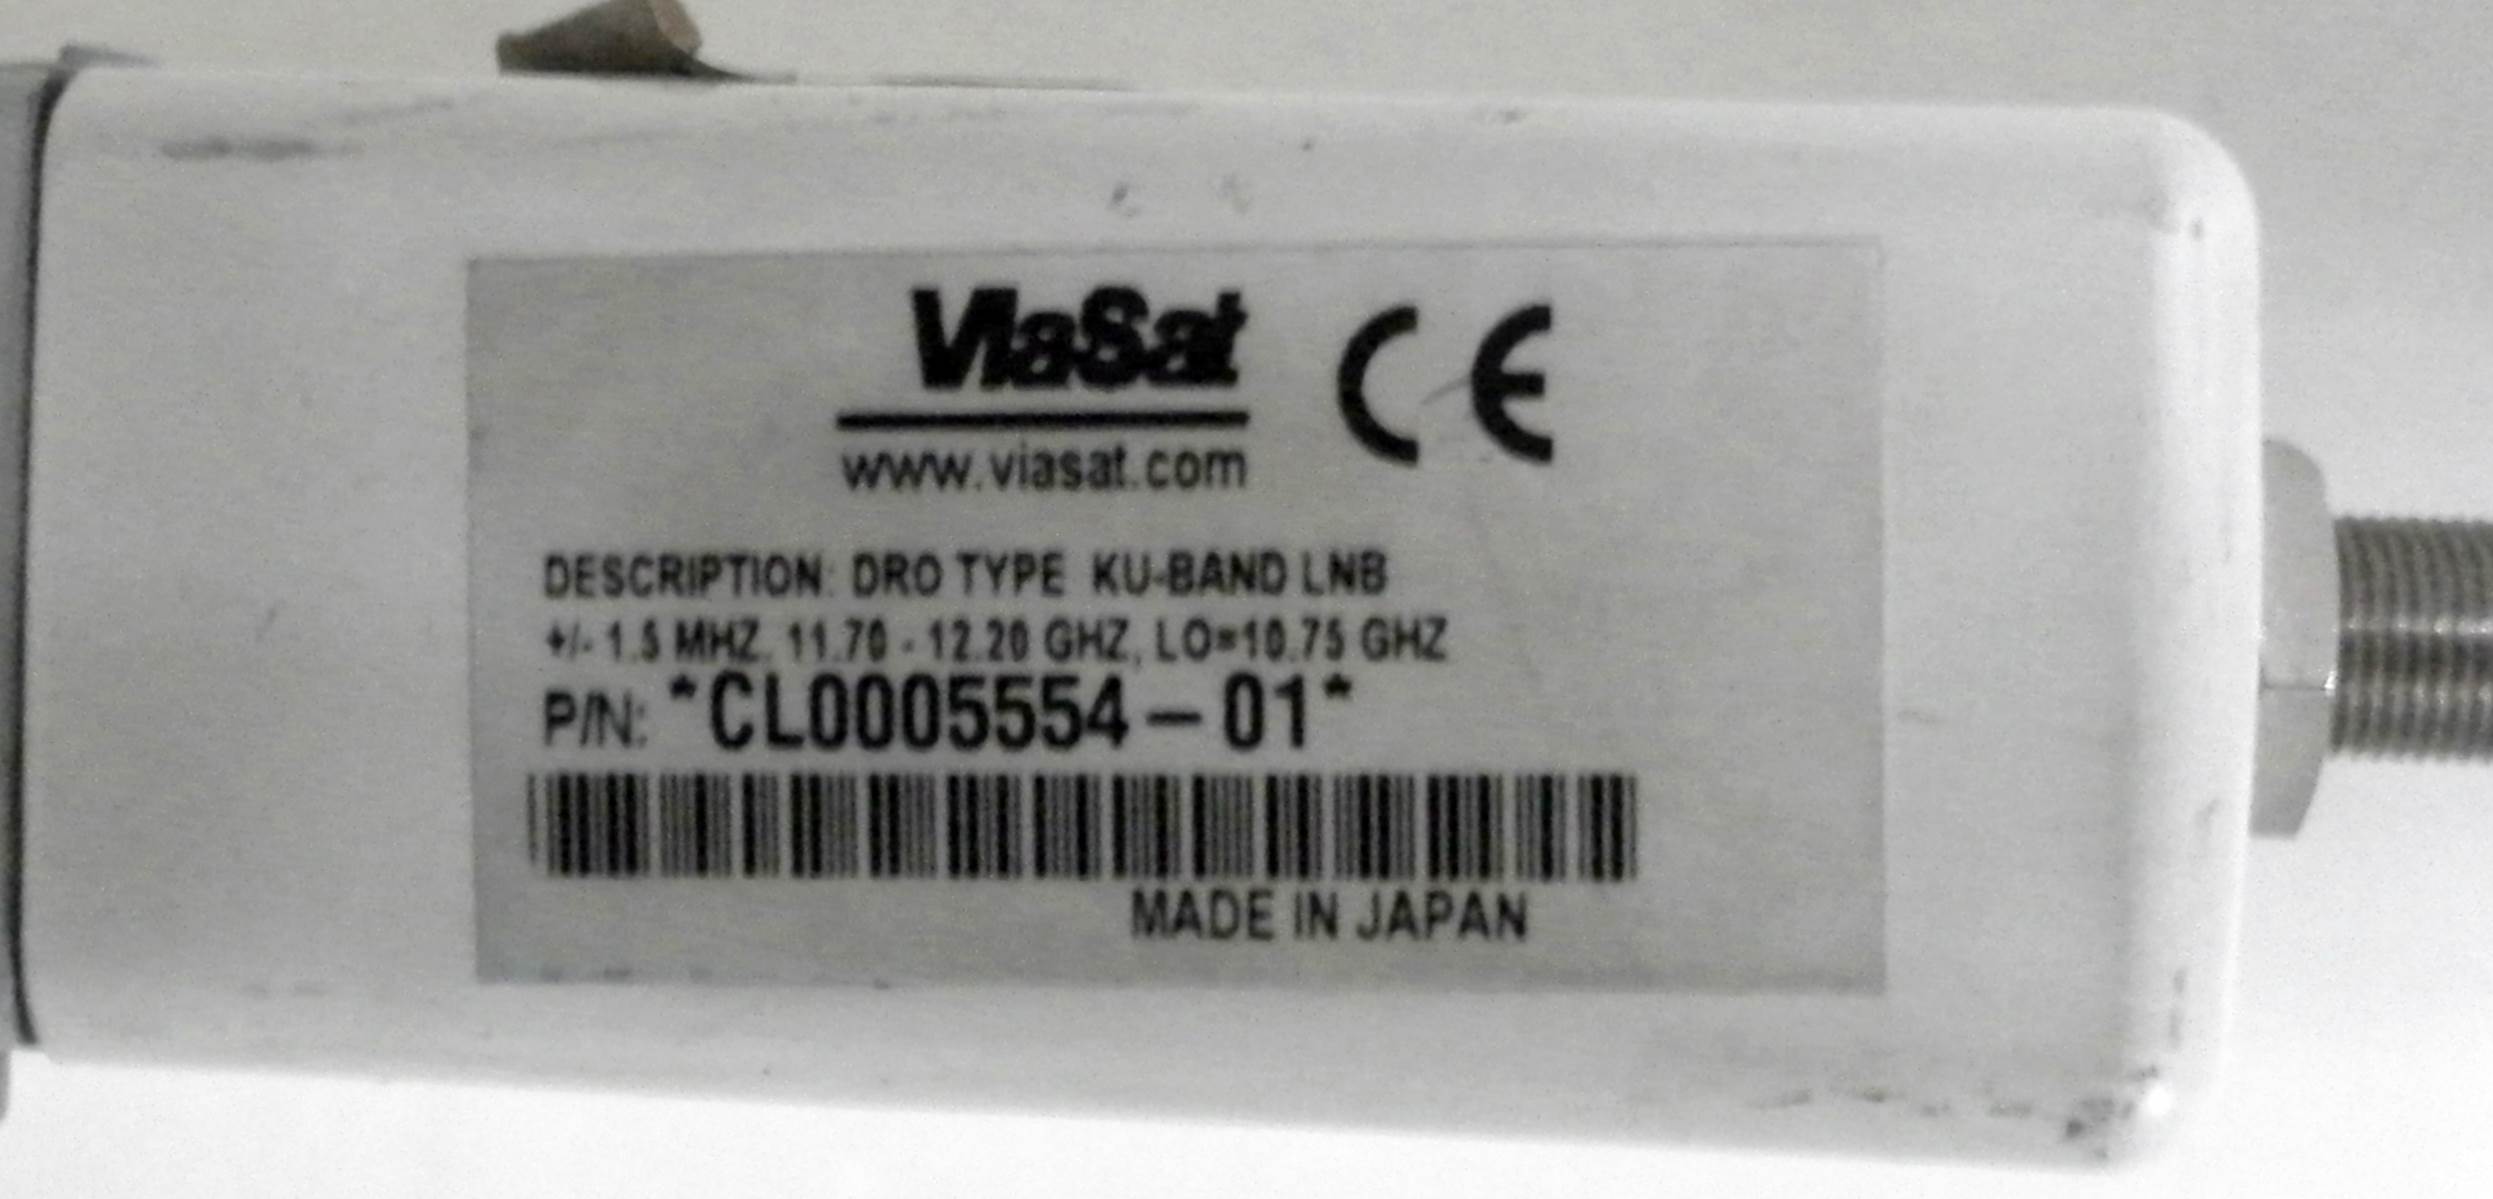 ViaSat CE
www.viasat.com
DESCRIPTION: DRO TYPE KU-BAND LNB
+/- 1.5 MHZ, 11.70 - 12.20 GHZ, LO=10.75 GHZ
P/N: *CL0005554-01*
MADE IN JAPAN